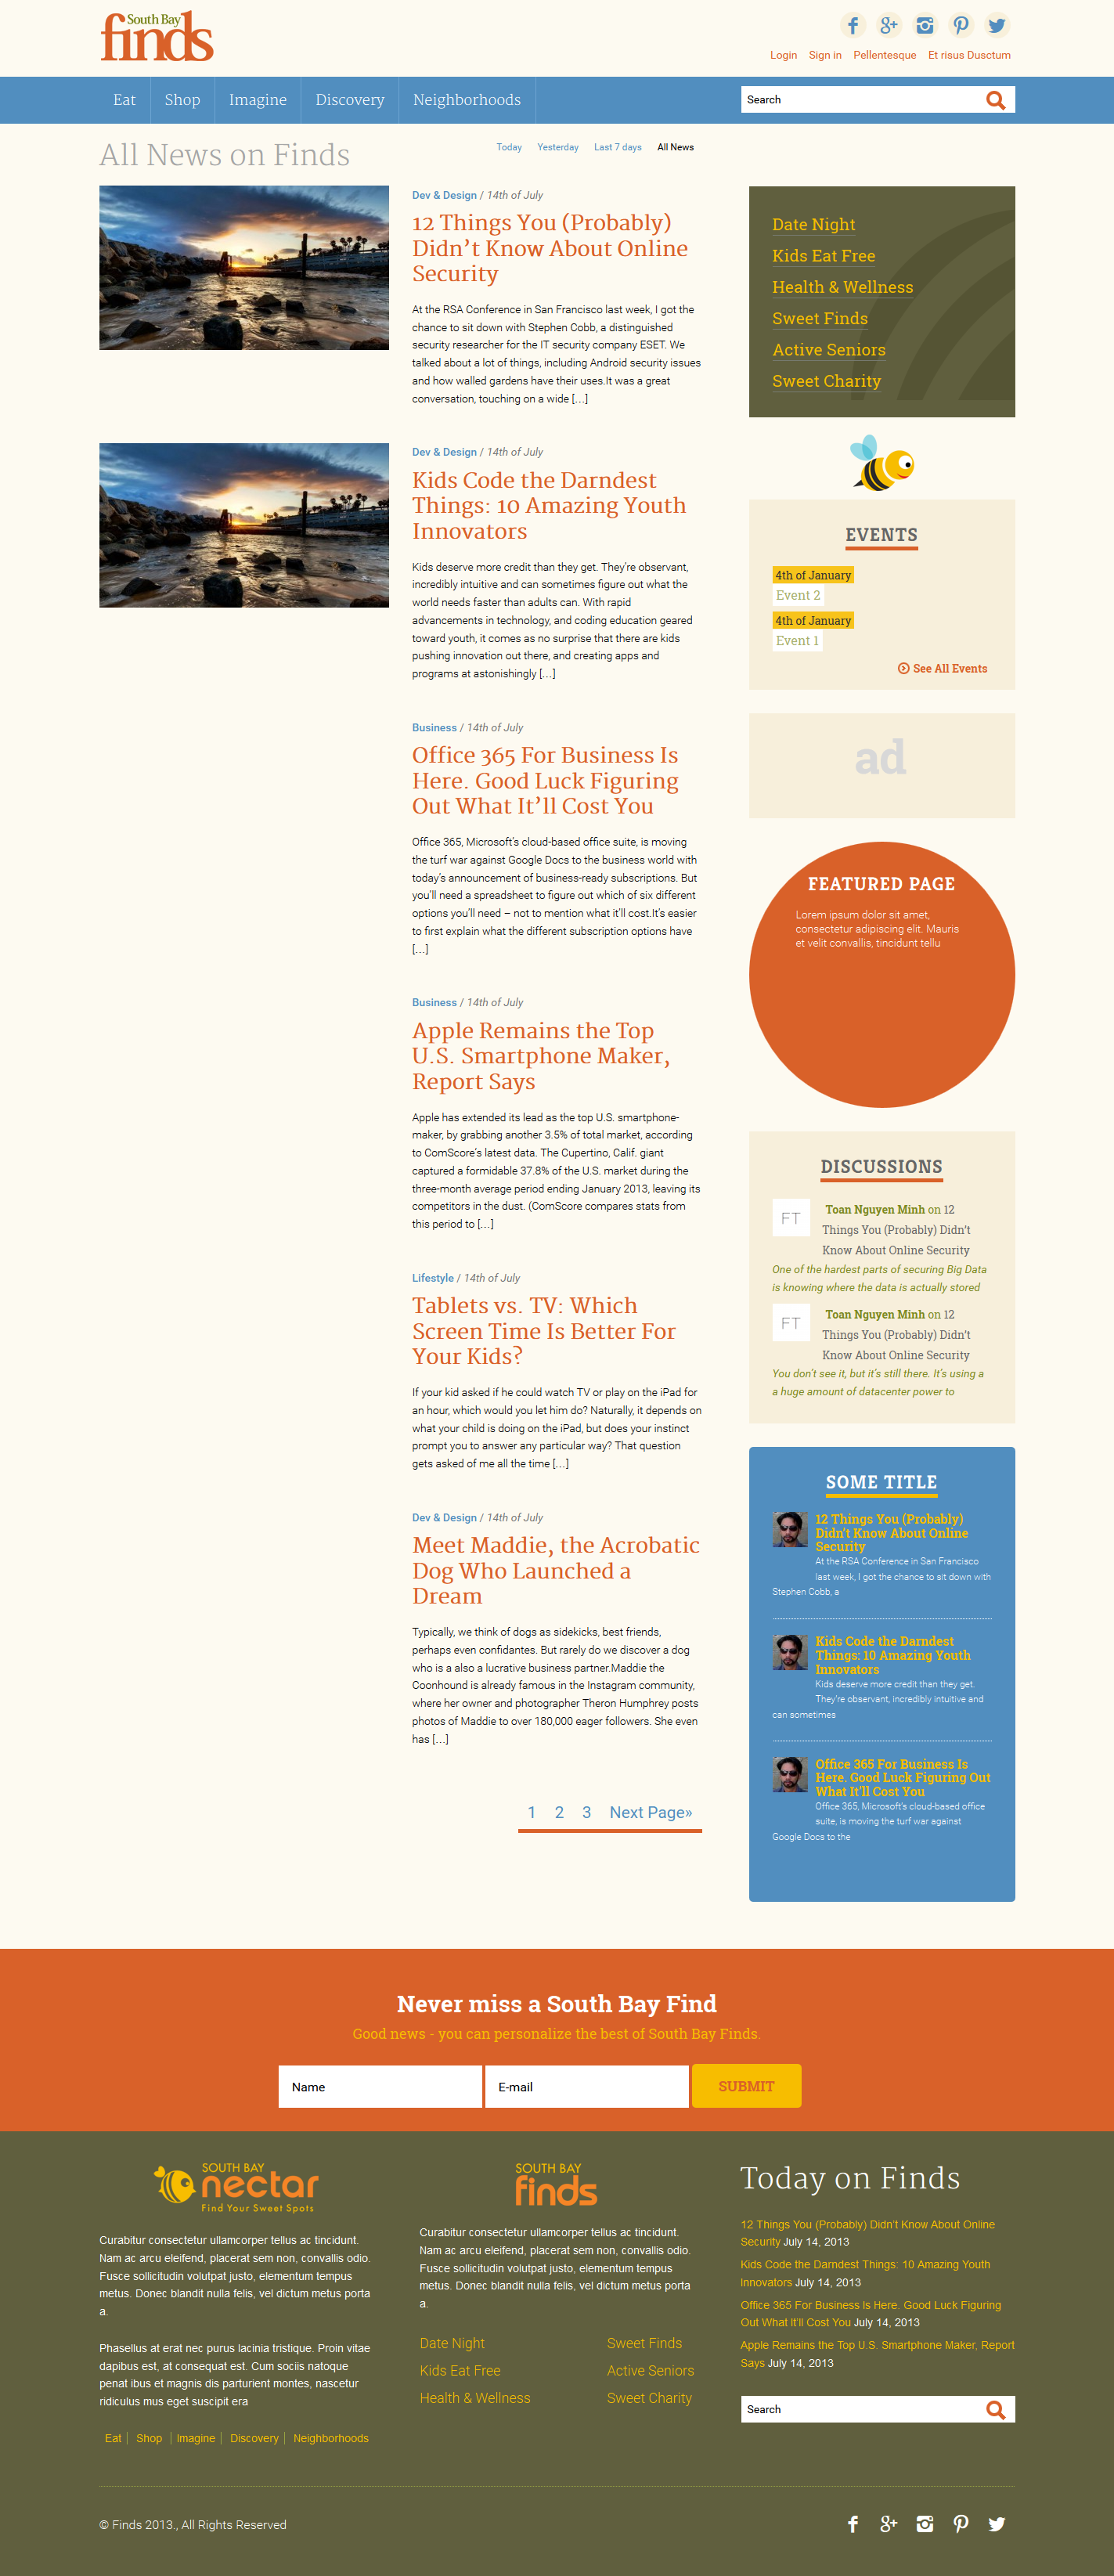 South Bay
finds
Login Sign in Pellentesque Et risus Dusctum
Eat Shop Imagine Discovery Neighborhoods
Search
All News on Finds
Today Yesterday Last 7 days All News
Dev & Design / 14th of July
12 Things You (Probably)
Didn't Know About Online
Security
At the RSA Conference in San Francisco last week, I got the
chance to sit down with Stephen Cobb, a distinguished
security researcher for the IT security company ESET. We
talked about a lot of things, including Android security issues
and how walled gardens have their uses.It was a great
conversation, touching on a wide […]
Dev & Design / 14th of July
Kids Code the Darndest
Things: 10 Amazing Youth
Innovators
Kids deserve more credit than they get. They're observant,
incredibly intuitive and can sometimes figure out what the
world needs faster than adults can. With rapid
advancements in technology, and coding education geared
toward youth, it comes as no surprise that there are kids
pushing innovation out there, and creating apps and
programs at astonishingly […]
Business / 14th of July
Office 365 For Business Is
Here. Good Luck Figuring
Out What It'll Cost You
Office 365, Microsoft's cloud-based office suite, is moving
the turf war against Google Docs to the business world with
today's announcement of business-ready subscriptions. But
you'll need a spreadsheet to figure out which of six different
options you'll need – not to mention what it'll cost.It's easier
to first explain what the different subscription options have
[…]
Business / 14th of July
Apple Remains the Top
U.S. Smartphone Maker,
Report Says
Apple has extended its lead as the top U.S. smartphone-
maker, by grabbing another 3.5% of total market, according
to ComScore's latest data. The Cupertino, Calif. giant
captured a formidable 37.8% of the U.S. market during the
three-month average period ending January 2013, leaving its
competitors in the dust. (ComScore compares stats from
this period to […]
Lifestyle / 14th of July
Tablets vs. TV: Which
Screen Time Is Better For
Your Kids?
If your kid asked if he could watch TV or play on the iPad for
an hour, which would you let him do? Naturally, it depends on
what your child is doing on the iPad, but does your instinct
prompt you to answer any particular way? That question
gets asked of me all the time […]
Dev & Design / 14th of July
Meet Maddie, the Acrobatic
Dog Who Launched a
Dream
Typically, we think of dogs as sidekicks, best friends,
perhaps even confidantes. But rarely do we discover a dog
who is a also a lucrative business partner.Maddie the
Coonhound is already famous in the Instagram community,
where her owner and photographer Theron Humphrey posts
photos of Maddie to over 180,000 eager followers. She even
has […]
1 2 3 Next Page»
Date Night
Kids Eat Free
Health & Wellness
Sweet Finds
Active Seniors
Sweet Charity
EVENTS
4th of January
Event 2
4th of January
Event 1
See All Events
ad
FEATURED PAGE
Lorem ipsum dolor sit amet,
consectetur adipiscing elit. Mauris
et velit convallis, tincidunt tellu
DISCUSSIONS
FT
Toan Nguyen Minh on 12
Things You (Probably) Didn't
Know About Online Security
One of the hardest parts of securing Big Data
is knowing where the data is actually stored
FT
Toan Nguyen Minh on 12
Things You (Probably) Didn't
Know About Online Security
You don't see it, but it's still there. It's using a
a huge amount of datacenter power to
SOME TITLE
12 Things You (Probably)
Didn't Know About Online
Security
At the RSA Conference in San Francisco
last week, I got the chance to sit down with
Stephen Cobb, a
Kids Code the Darndest
Things: 10 Amazing Youth
Innovators
Kids deserve more credit than they get.
They're observant, incredibly intuitive and
can sometimes
Office 365 For Business Is
Here. Good Luck Figuring Out
What It'll Cost You
Office 365, Microsoft's cloud-based office
suite, is moving the turf war against
Google Docs to the
Never miss a South Bay Find
Good news - you can personalize the best of South Bay Finds.
Name E-mail SUBMIT
SOUTH BAY
nectar
Find Your Sweet Spots
Curabitur consectetur ullamcorper tellus ac tincidunt.
Nam ac arcu eleifend, placerat sem non, convallis odio.
Fusce sollicitudin volutpat justo, elementum tempus
metus. Donec blandit nulla felis, vel dictum metus porta
a.
Phasellus at erat nec purus lacinia tristique. Proin vitae
dapibus est, at consequat est. Cum sociis natoque
penat ibus et magnis dis parturient montes, nascetur
ridiculus mus eget suscipit era
Eat Shop Imagine Discovery Neighborhoods
SOUTH BAY
finds
Curabitur consectetur ullamcorper tellus ac tincidunt.
Nam ac arcu eleifend, placerat sem non, convallis odio.
Fusce sollicitudin volutpat justo, elementum tempus
metus. Donec blandit nulla felis, vel dictum metus porta
a.
Date Night Sweet Finds
Kids Eat Free Active Seniors
Health & Wellness Sweet Charity
Today on Finds
12 Things You (Probably) Didn't Know About Online
Security July 14, 2013
Kids Code the Darndest Things: 10 Amazing Youth
Innovators July 14, 2013
Office 365 For Business Is Here. Good Luck Figuring
Out What It'll Cost You July 14, 2013
Apple Remains the Top U.S. Smartphone Maker, Report
Says July 14, 2013
Search
© Finds 2013., All Rights Reserved